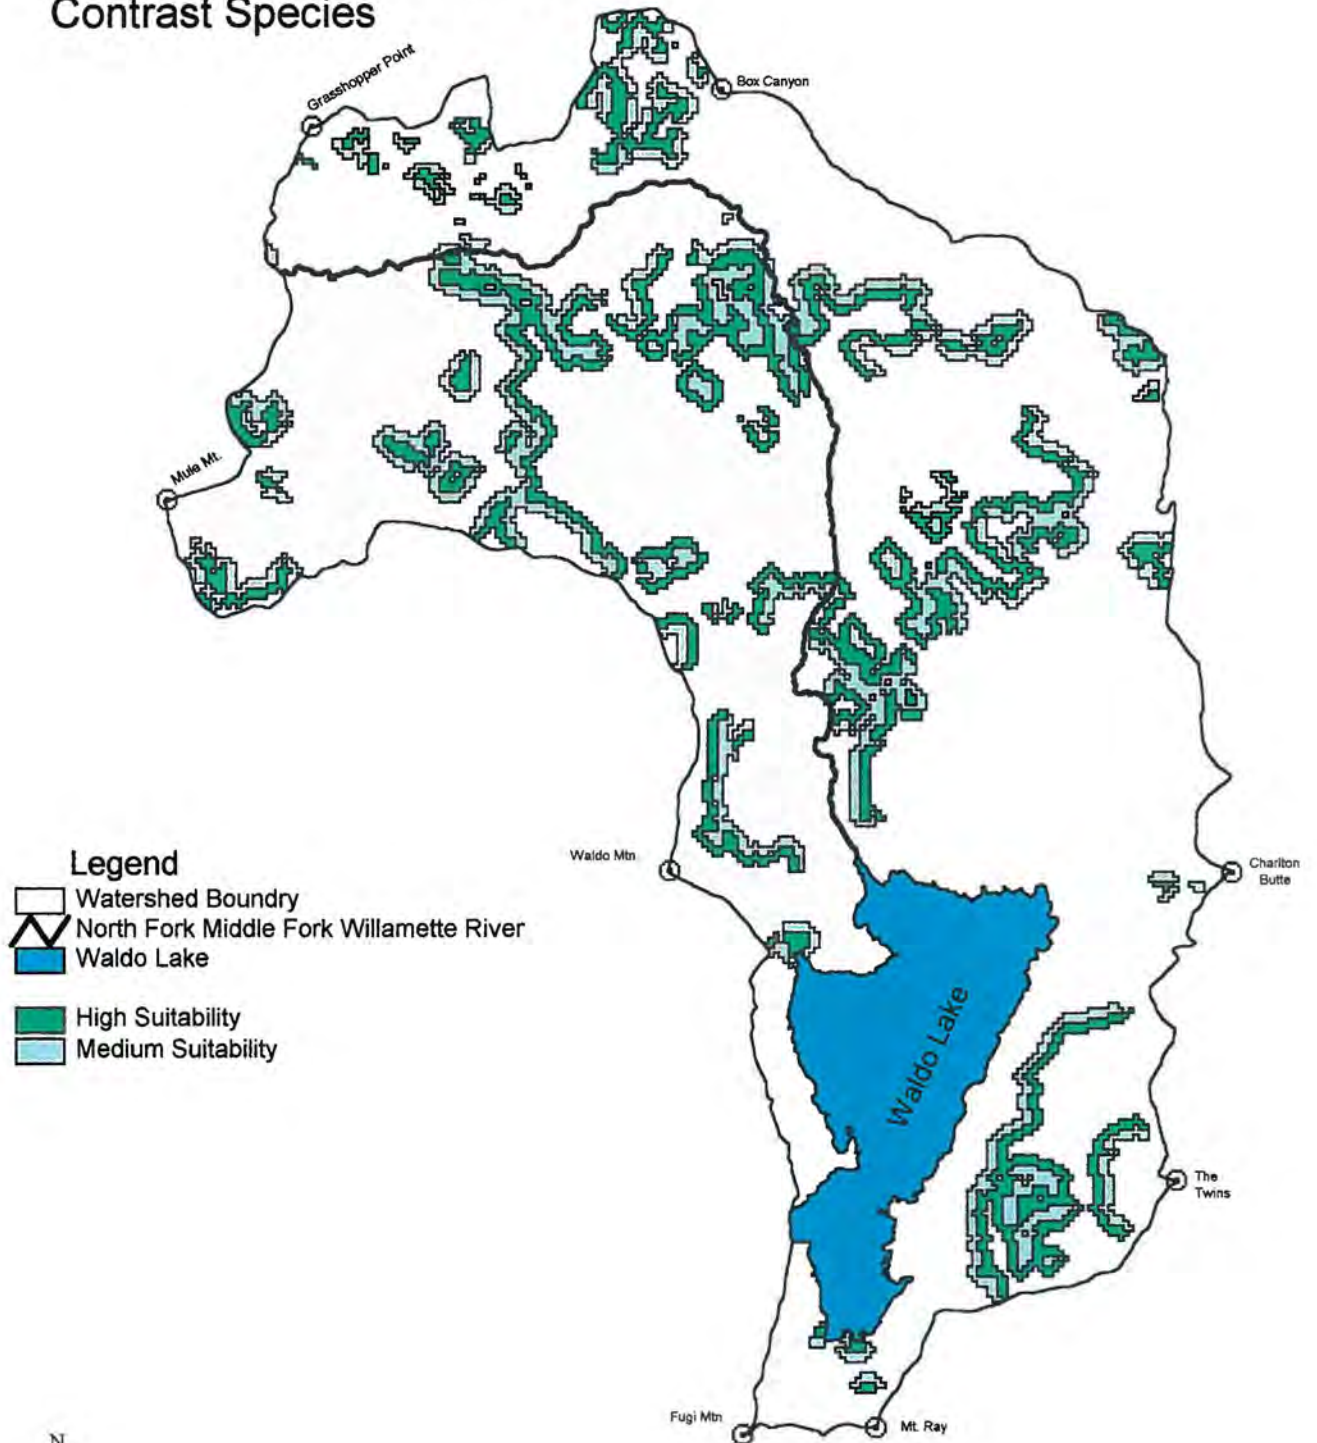 Contrast Species
Grasshopper Point
Box Canyon
Mule Mt.
Waldo Mtn
Charlton
Butte
Legend
Watershed Boundry
North Fork Middle Fork Willamette River
Waldo Lake
High Suitability
Medium Suitability
Waldo Lake
The
Twins
Fugi Mtn
Mt. Ray
N